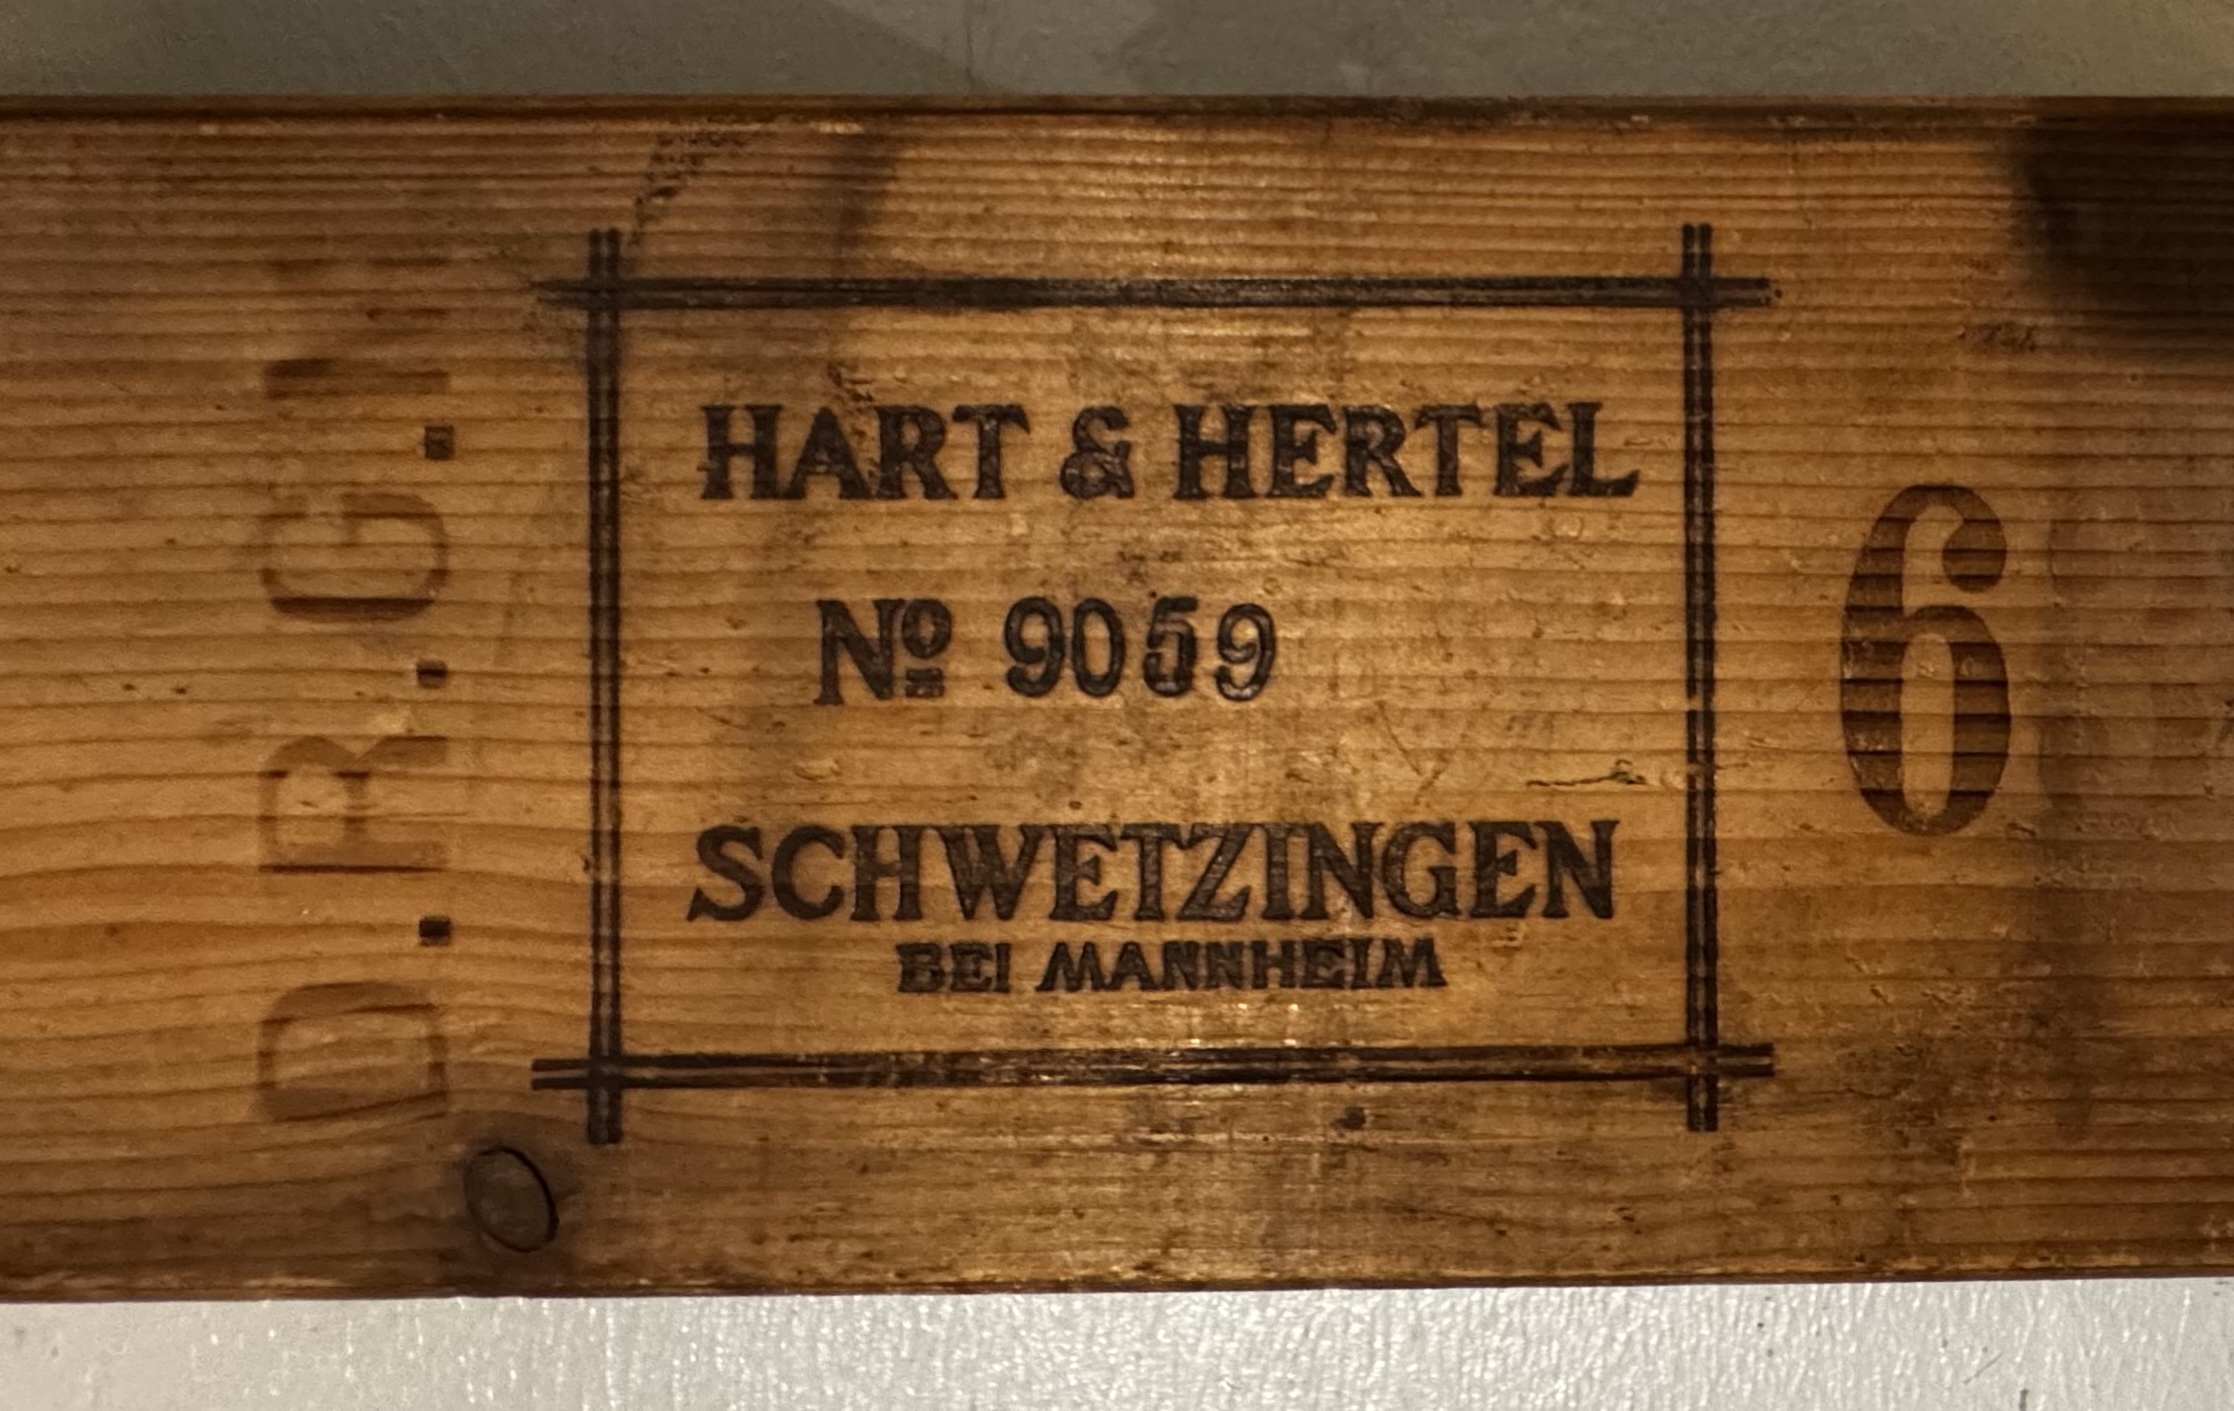 D.R.G.M
HART & HERTEL
Nº 9059
6
SCHWETZINGEN
BEI MANNHEIM